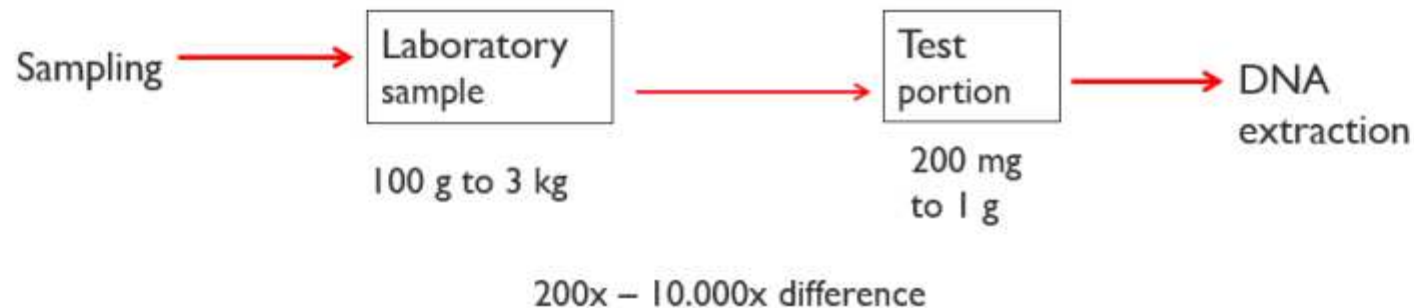 Sampling
Laboratory
sample
100 g to 3 kg
Test
portion
200 mg
to 1 g
DNA
extraction
200x – 10.000x difference